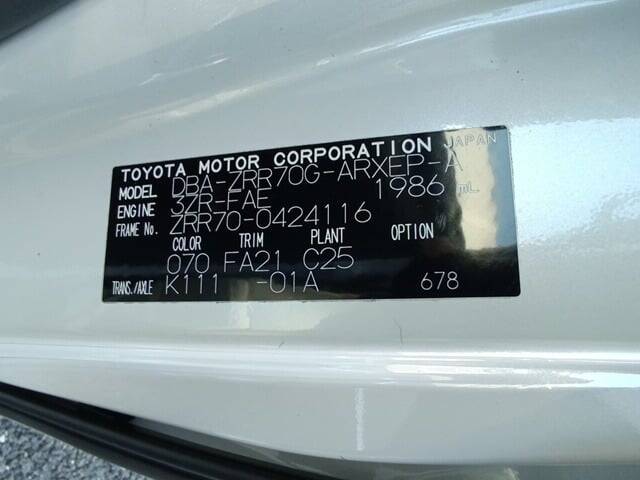 TOYOTA MOTOR CORPORATION JAPAN
MODEL DBA-ZRR70G-ARXEP-A
ENGINE 3ZR-FAE 1986 mL
FRAME No. ZRR70-0424116
COLOR TRIM PLANT OPTION
070 FA21 C25
TRANS./AXLE K111 -01A 678